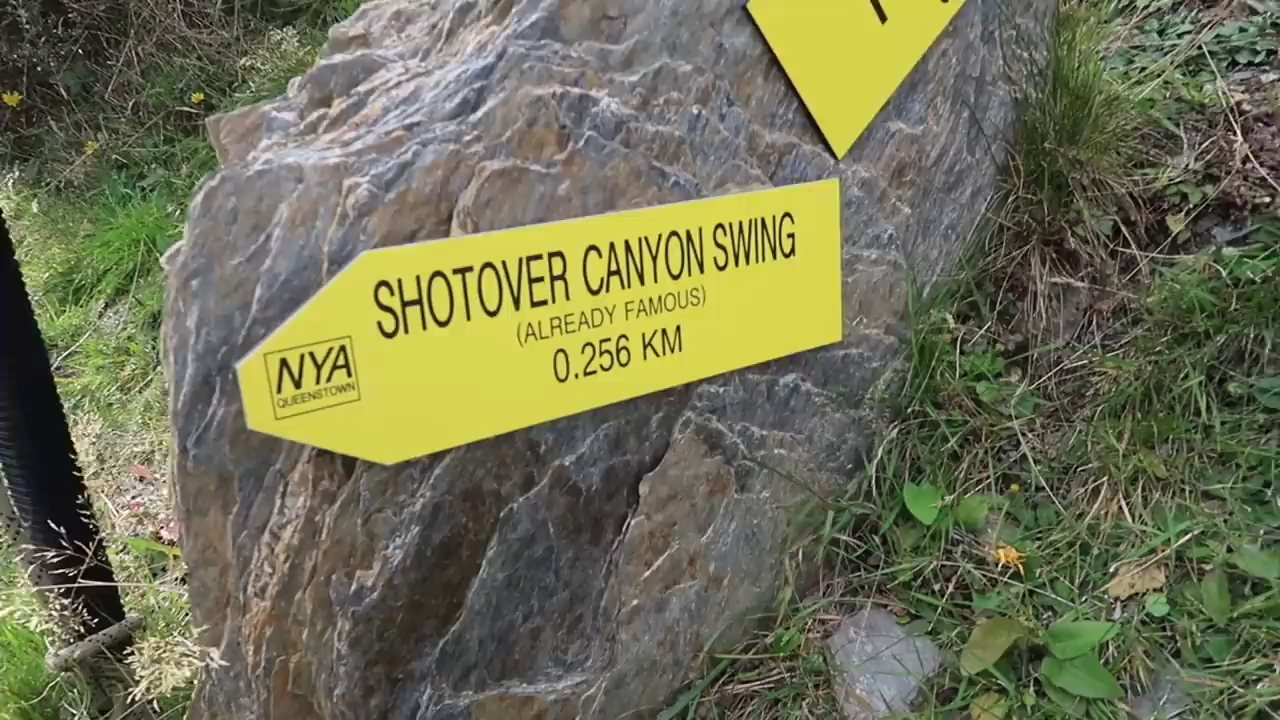 SHOTOVER CANYON SWING
(ALREADY FAMOUS)
0.256 KM
NYA
QUEENSTOWN